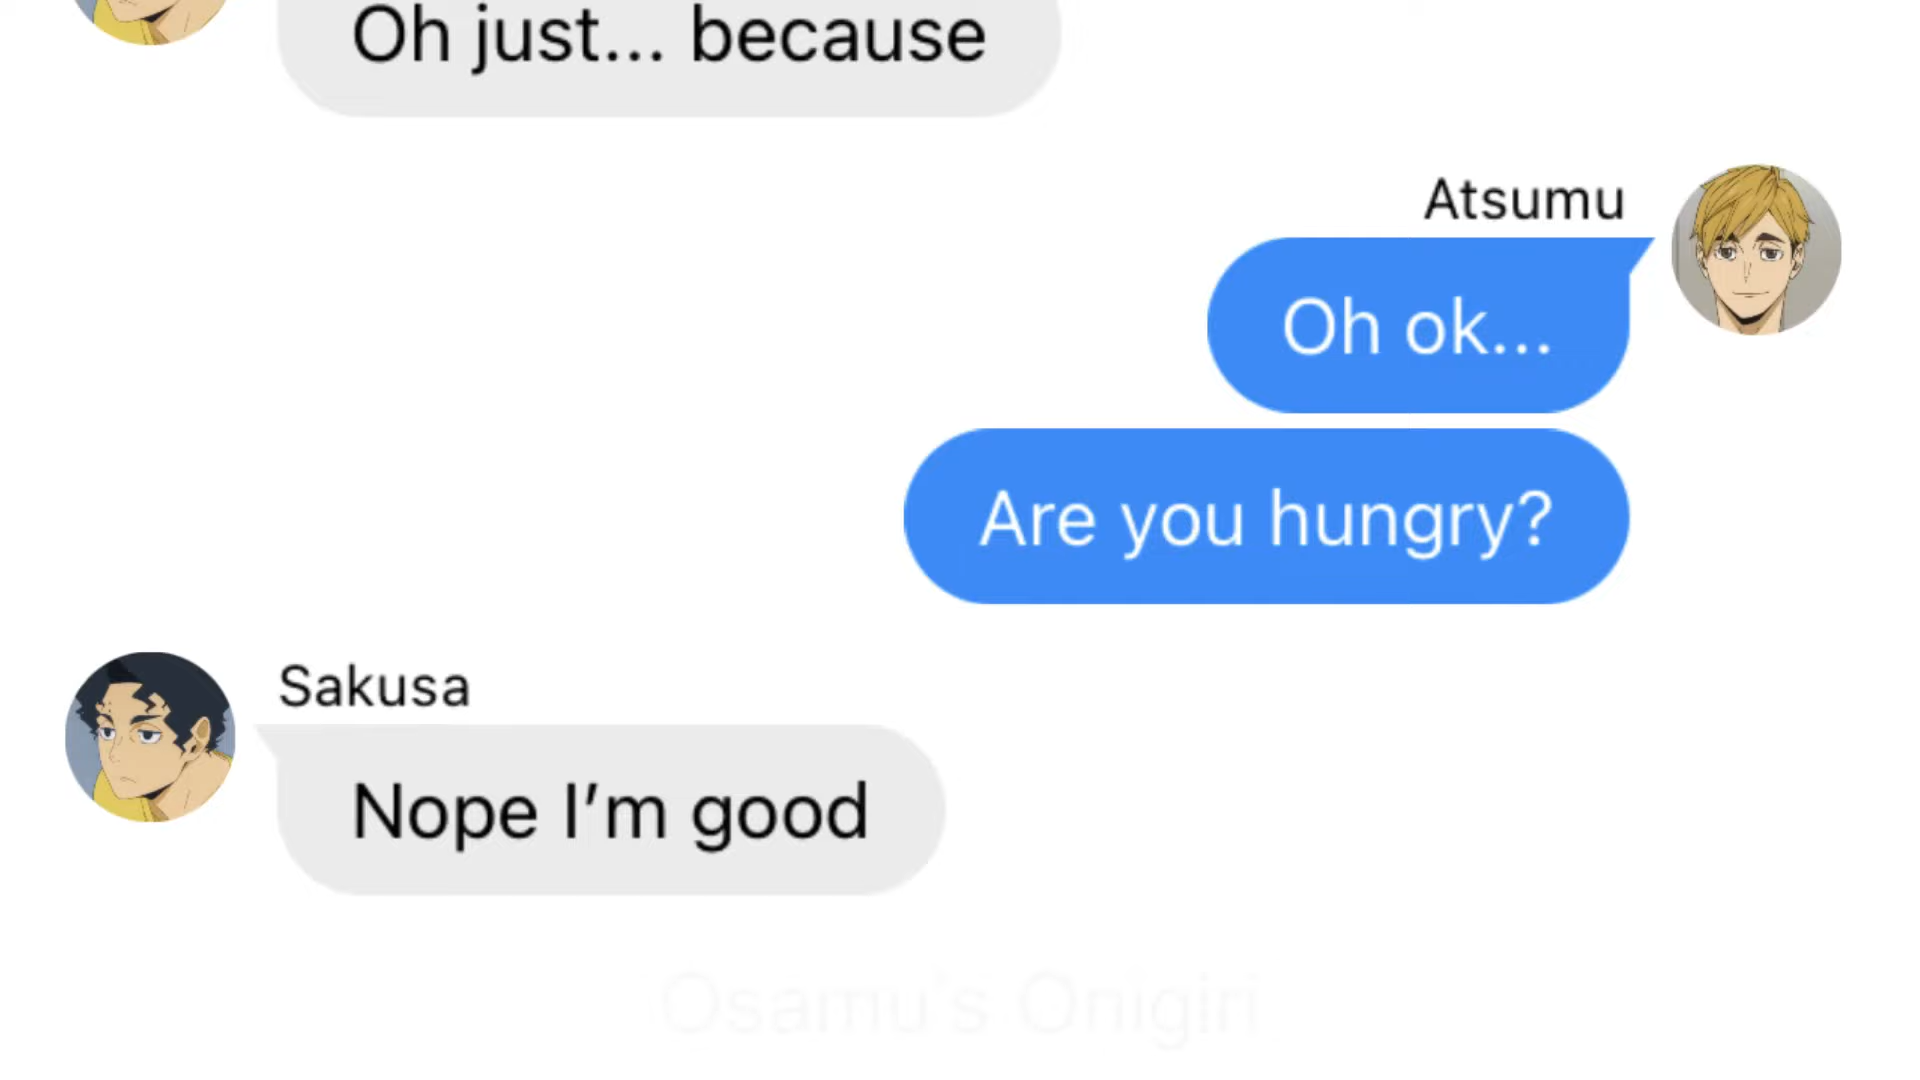 Oh just... because
Atsumu
Oh ok...
Are you hungry?
Sakusa
Nope I’m good
Osamu’s Onigiri